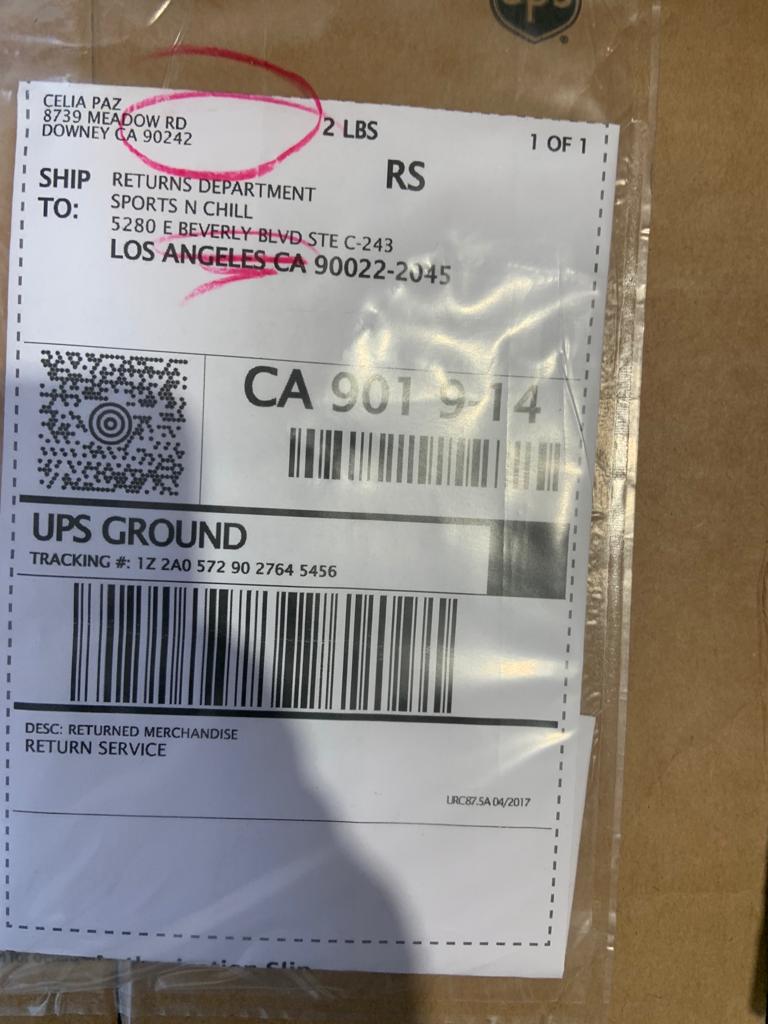 ups
CELIA PAZ
8739 MEADOW RD
DOWNEY CA 90242
2 LBS
1 OF 1
RS
SHIP TO:
RETURNS DEPARTMENT
SPORTS N CHILL
5280 E BEVERLY BLVD STE C-243
LOS ANGELES CA 90022-2045
CA 901 9-14
UPS GROUND
TRACKING #: 1Z 2A0 572 90 2764 5456
DESC: RETURNED MERCHANDISE
RETURN SERVICE
URC87.5A 04/2017